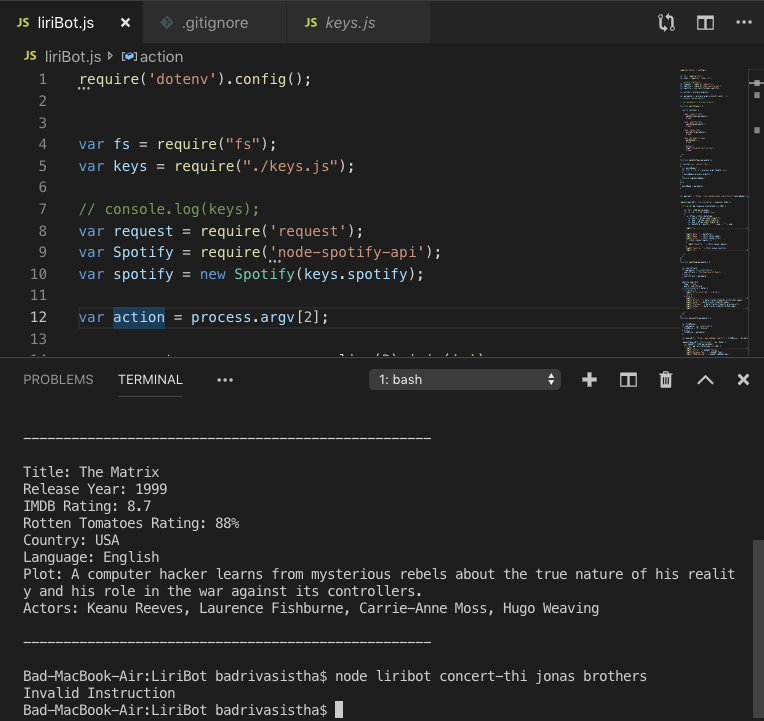 JS liriBot.js × .gitignore JS keys.js ...
JS liriBot.js action
1 require('dotenv').config();
2
3
4 var fs = require("fs");
5 var keys = require("./keys.js");
6
7 // console.log(keys);
8 var request = require('request');
9 var Spotify = require('node-spotify-api');
10 var spotify = new Spotify(keys.spotify);
11
12 var action = process.argv[2];
13
PROBLEMS TERMINAL ... 1: bash
---------------------------------------------------
Title: The Matrix
Release Year: 1999
IMDB Rating: 8.7
Rotten Tomatoes Rating: 88%
Country: USA
Language: English
Plot: A computer hacker learns from mysterious rebels about the true nature of his realit
y and his role in the war against its controllers.
Actors: Keanu Reeves, Laurence Fishburne, Carrie-Anne Moss, Hugo Weaving
---------------------------------------------------
Bad-MacBook-Air:LiriBot badrivasistha$ node liribot concert-thi jonas brothers
Invalid Instruction
Bad-MacBook-Air:LiriBot badrivasistha$